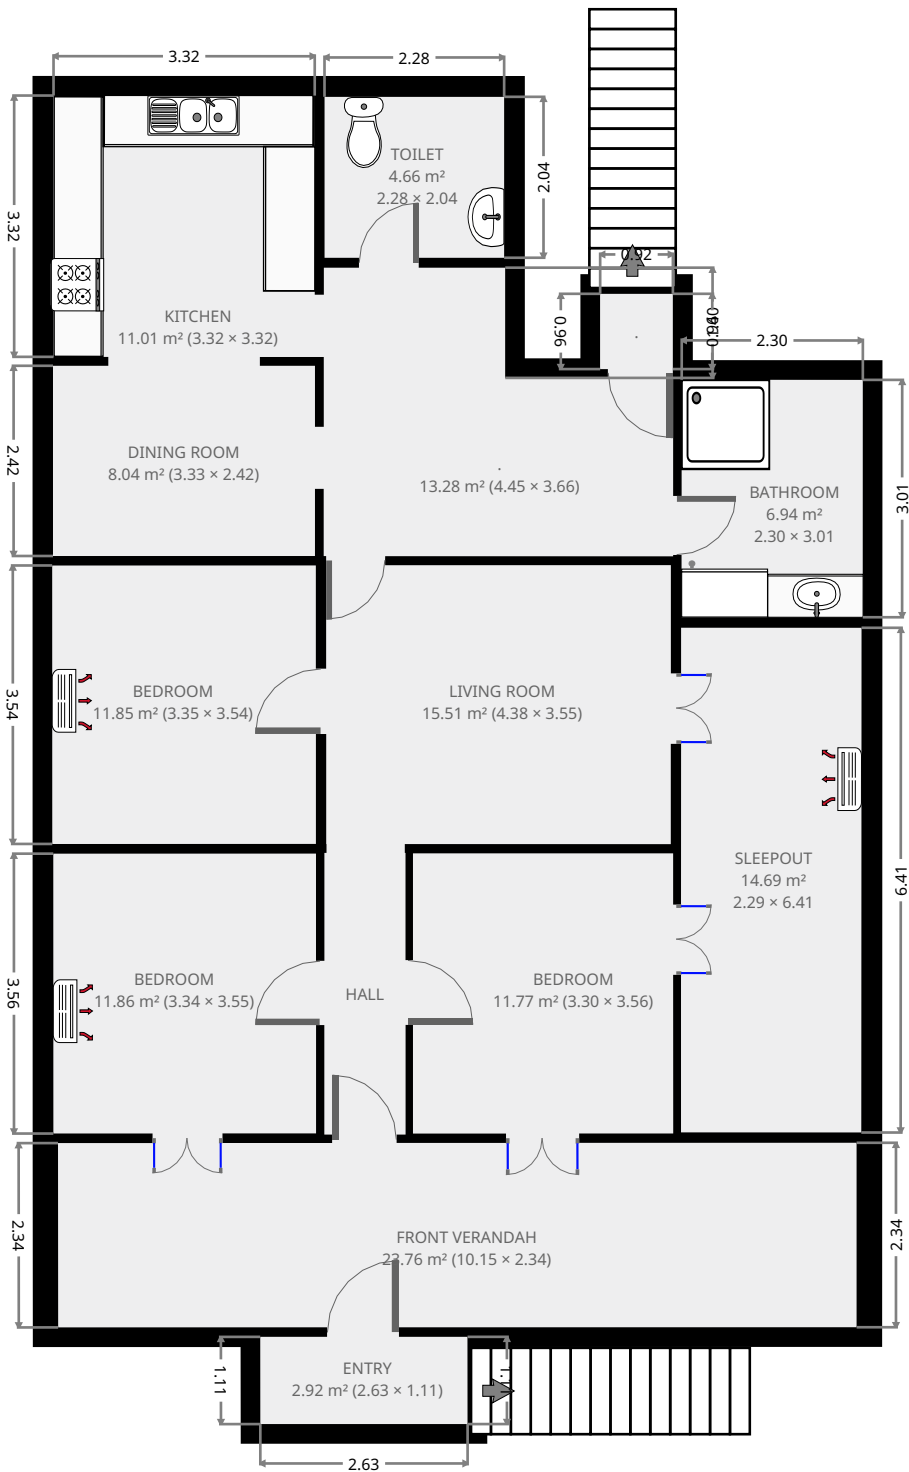 3.32
2.28
TOILET
4.66 m²
2.28 × 2.04
2.04
3.32
0.92
0.96
2.30
KITCHEN
11.01 m² (3.32 × 3.32)
DINING ROOM
8.04 m² (3.33 × 2.42)
2.42
.
13.28 m² (4.45 × 3.66)
BATHROOM
6.94 m²
2.30 × 3.01
3.01
3.54
BEDROOM
11.85 m² (3.35 × 3.54)
LIVING ROOM
15.51 m² (4.38 × 3.55)
SLEEPOUT
14.69 m²
2.29 × 6.41
6.41
3.56
BEDROOM
11.86 m² (3.34 × 3.55)
HALL
BEDROOM
11.77 m² (3.30 × 3.56)
2.34
FRONT VERANDAH
23.76 m² (10.15 × 2.34)
2.34
1.11
ENTRY
2.92 m² (2.63 × 1.11)
2.63